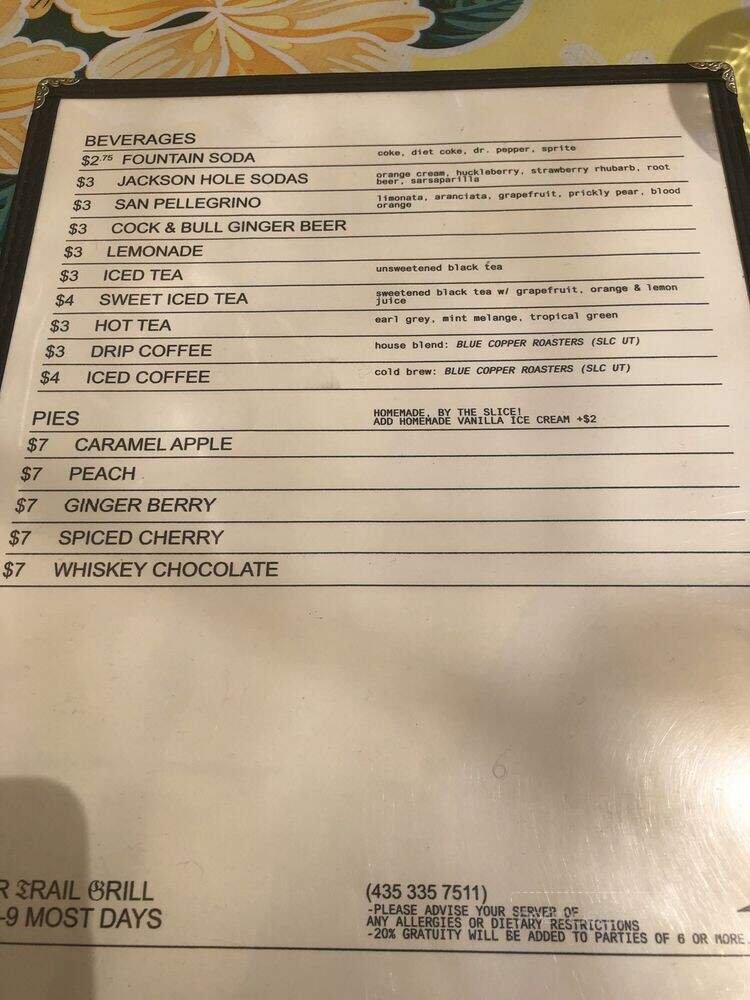 BEVERAGES
$2.75 FOUNTAIN SODA coke, diet coke, dr. pepper, sprite
$3 JACKSON HOLE SODAS orange cream, huckleberry, strawberry rhubarb, root
beer, sarsaparilla
$3 SAN PELLEGRINO limonata, aranciata, grapefruit, prickly pear, blood
orange
$3 COCK & BULL GINGER BEER
$3 LEMONADE
$3 ICED TEA unsweetened black tea
$4 SWEET ICED TEA sweetened black tea w/ grapefruit, orange & lemon
juice
$3 HOT TEA earl grey, mint melange, tropical green
$3 DRIP COFFEE house blend: BLUE COPPER ROASTERS (SLC UT)
$4 ICED COFFEE cold brew: BLUE COPPER ROASTERS (SLC UT)
PIES HOMEMADE, BY THE SLICE!
ADD HOMEMADE VANILLA ICE CREAM +$2
$7 CARAMEL APPLE
$7 PEACH
$7 GINGER BERRY
$7 SPICED CHERRY
$7 WHISKEY CHOCOLATE
R TRAIL GRILL
-9 MOST DAYS
(435 335 7511)
-PLEASE ADVISE YOUR SERVER OF
ANY ALLERGIES OR DIETARY RESTRICTIONS
-20% GRATUITY WILL BE ADDED TO PARTIES OF 6 OR MORE.